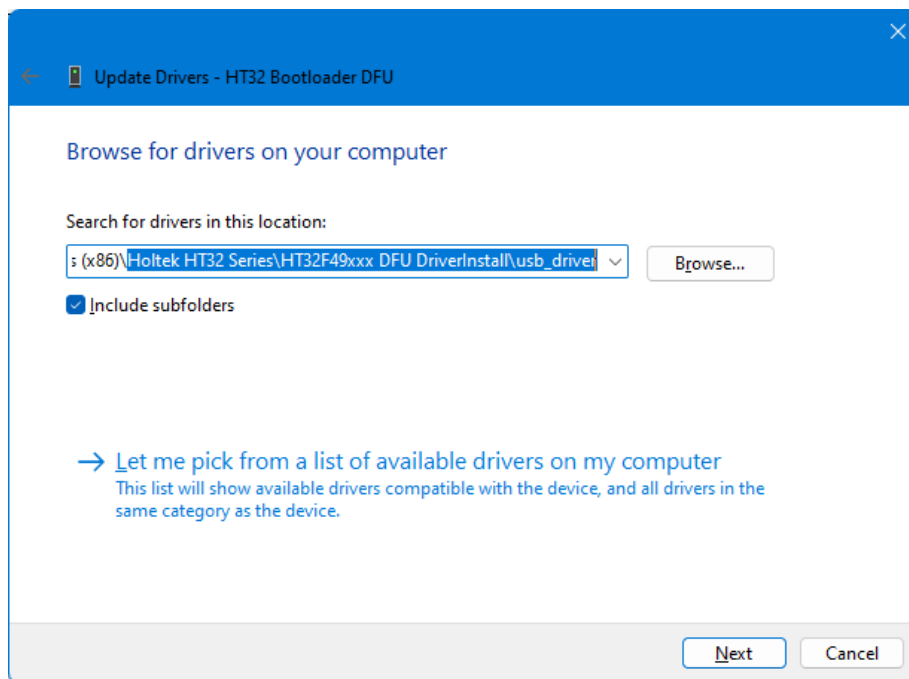 Update Drivers - HT32 Bootloader DFU
Browse for drivers on your computer
Search for drivers in this location:
s (x86)\Holtek HT32 Series\HT32F49xxx DFU DriverInstall\usb_driver
Browse...
Include subfolders
Let me pick from a list of available drivers on my computer
This list will show available drivers compatible with the device, and all drivers in the
same category as the device.
Next
Cancel